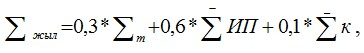 ∑ жыл =0,3*∑ т +0,6*∑̄ ИП +0,1*∑̄ к ,